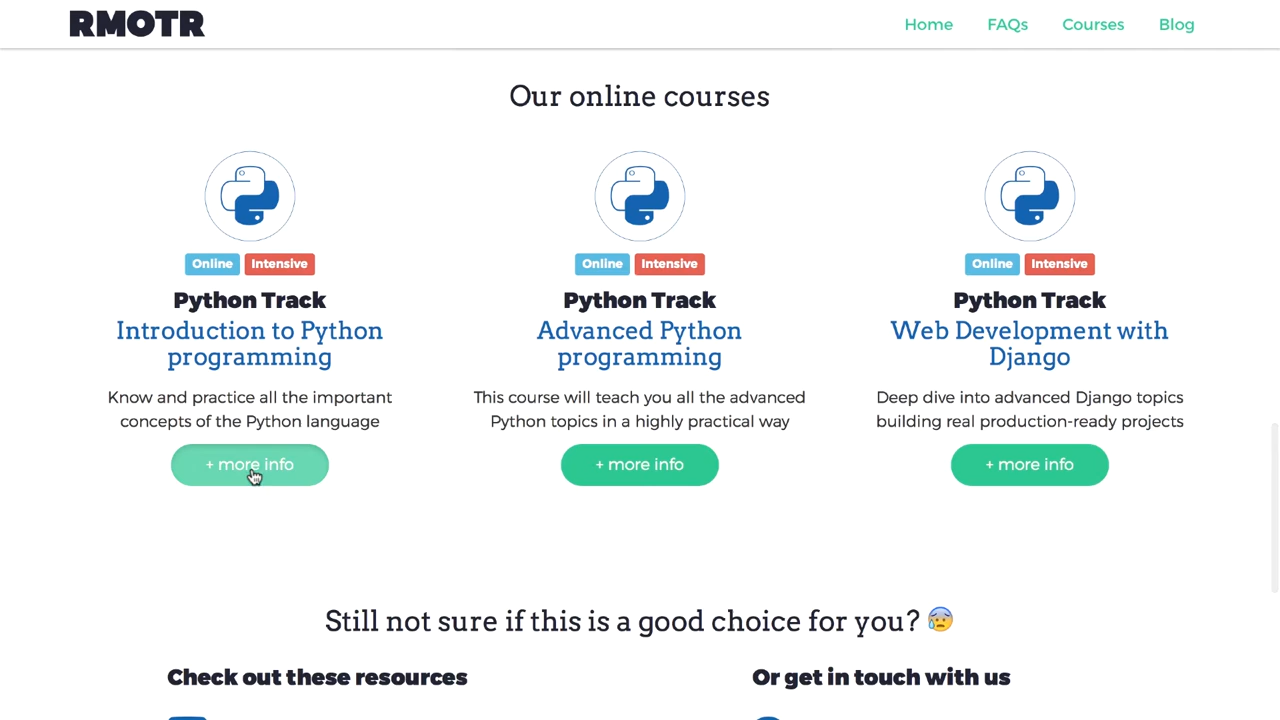 RMOTR
Home
FAQs
Courses
Blog
Our online courses
Online
Intensive
Python Track
Introduction to Python
programming
Know and practice all the important
concepts of the Python language
+ more info
Online
Intensive
Python Track
Advanced Python
programming
This course will teach you all the advanced
Python topics in a highly practical way
+ more info
Online
Intensive
Python Track
Web Development with
Django
Deep dive into advanced Django topics
building real production-ready projects
+ more info
Still not sure if this is a good choice for you? 😰
Check out these resources
Or get in touch with us